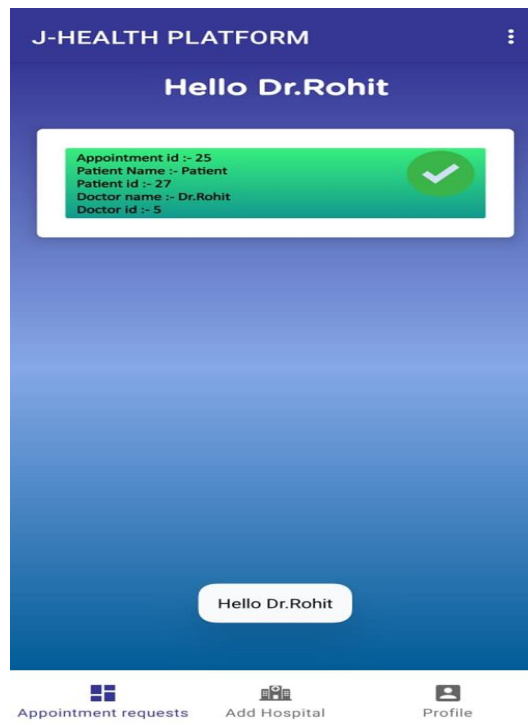 J-HEALTH PLATFORM
Hello Dr.Rohit
Appointment id :- 25
Patient Name :- Patient
Patient id :- 27
Doctor name :- Dr.Rohit
Doctor id :- 5
Hello Dr.Rohit
Appointment requests
Add Hospital
Profile